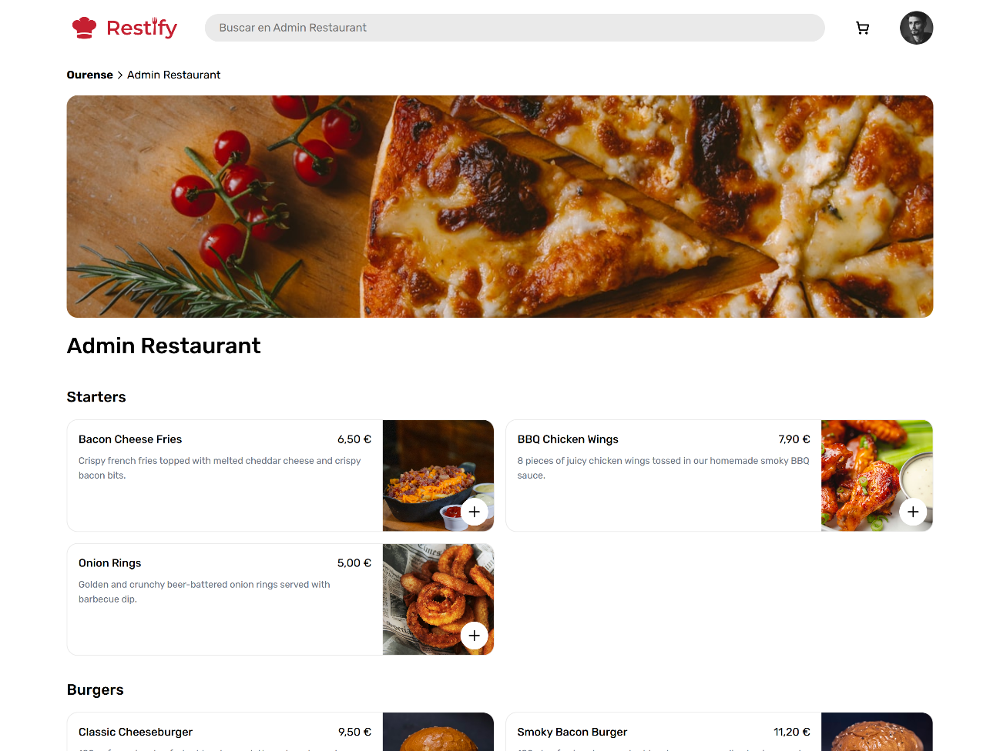 Restify
Buscar en Admin Restaurant
Ourense > Admin Restaurant
Admin Restaurant
Starters
Bacon Cheese Fries 6,50 €
Crispy french fries topped with melted cheddar cheese and crispy
bacon bits.
BBQ Chicken Wings 7,90 €
8 pieces of juicy chicken wings tossed in our homemade smoky BBQ
sauce.
Onion Rings 5,00 €
Golden and crunchy beer-battered onion rings served with
barbecue dip.
Times
Burgers
Classic Cheeseburger 9,50 €
Smoky Bacon Burger 11,20 €